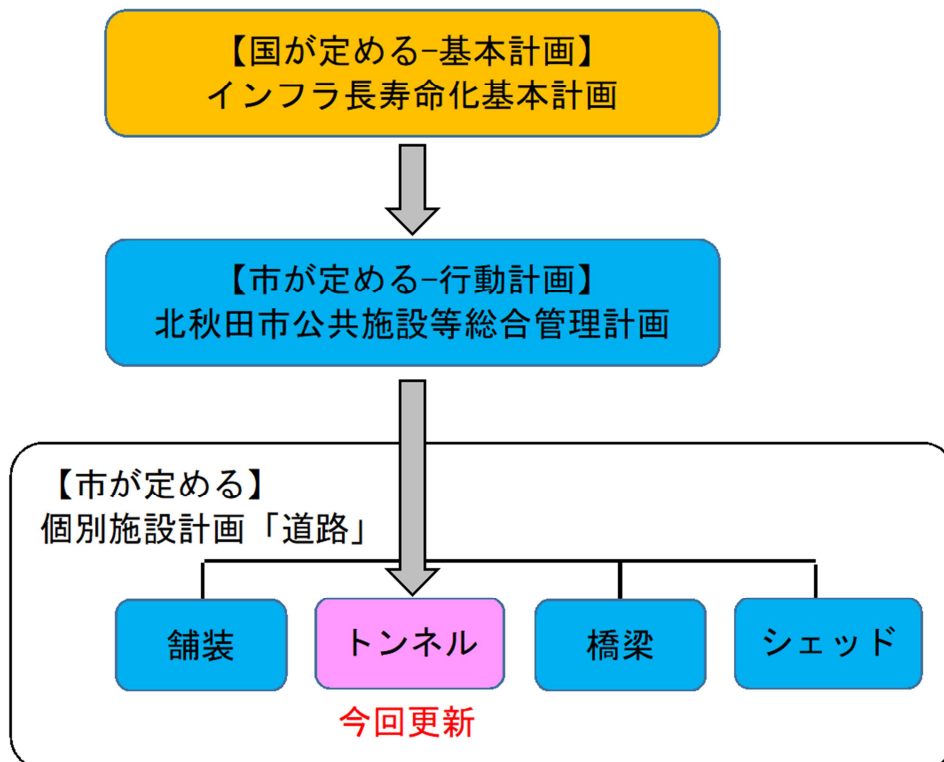 【国が定める-基本計画】
インフラ長寿命化基本計画
【市が定める-行動計画】
北秋田市公共施設等総合管理計画
【市が定める】
個別施設計画「道路」
舗装
トンネル
橋梁
シェッド
今回更新